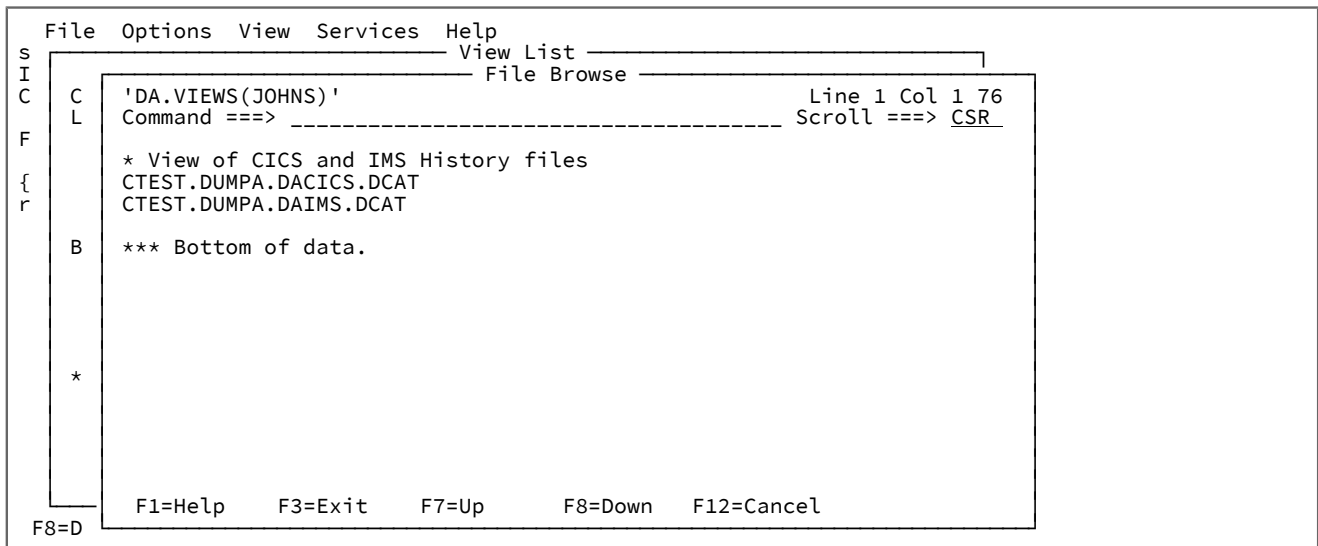 File Options View Services Help
s View List
I File Browse
C C 'DA.VIEWS(JOHNS)' Line 1 Col 1 76
L Command ===> ______________________________________ Scroll ===> CSR
F
* View of CICS and IMS History files
{ CTEST.DUMPA.DACICS.DCAT
r CTEST.DUMPA.DAIMS.DCAT
B *** Bottom of data.
*
F1=Help F3=Exit F7=Up F8=Down F12=Cancel
F8=D